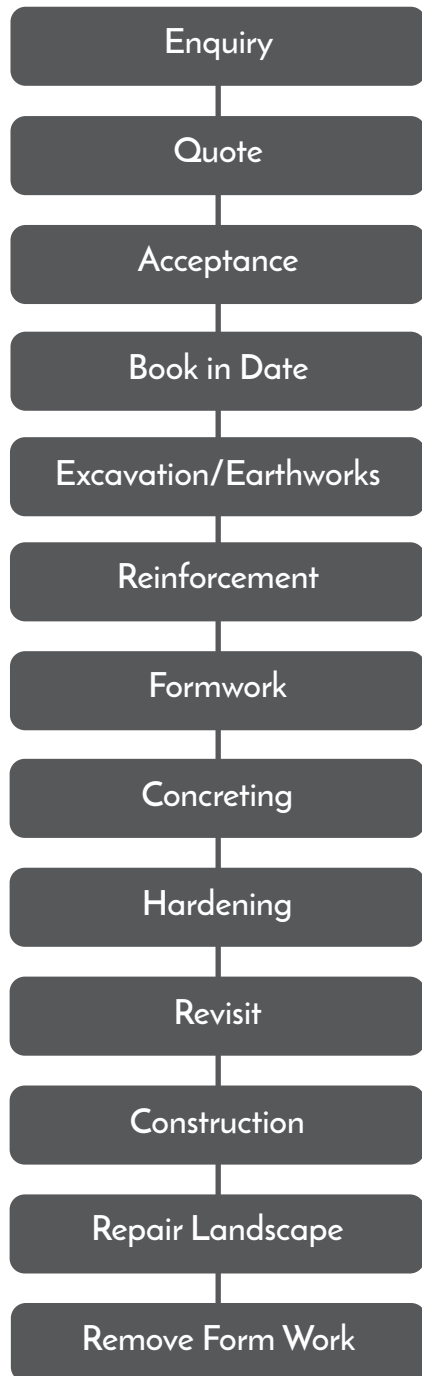 Enquiry
Quote
Acceptance
Book in Date
Excavation/Earthworks
Reinforcement
Formwork
Concreting
Hardening
Revisit
Construction
Repair Landscape
Remove Form Work